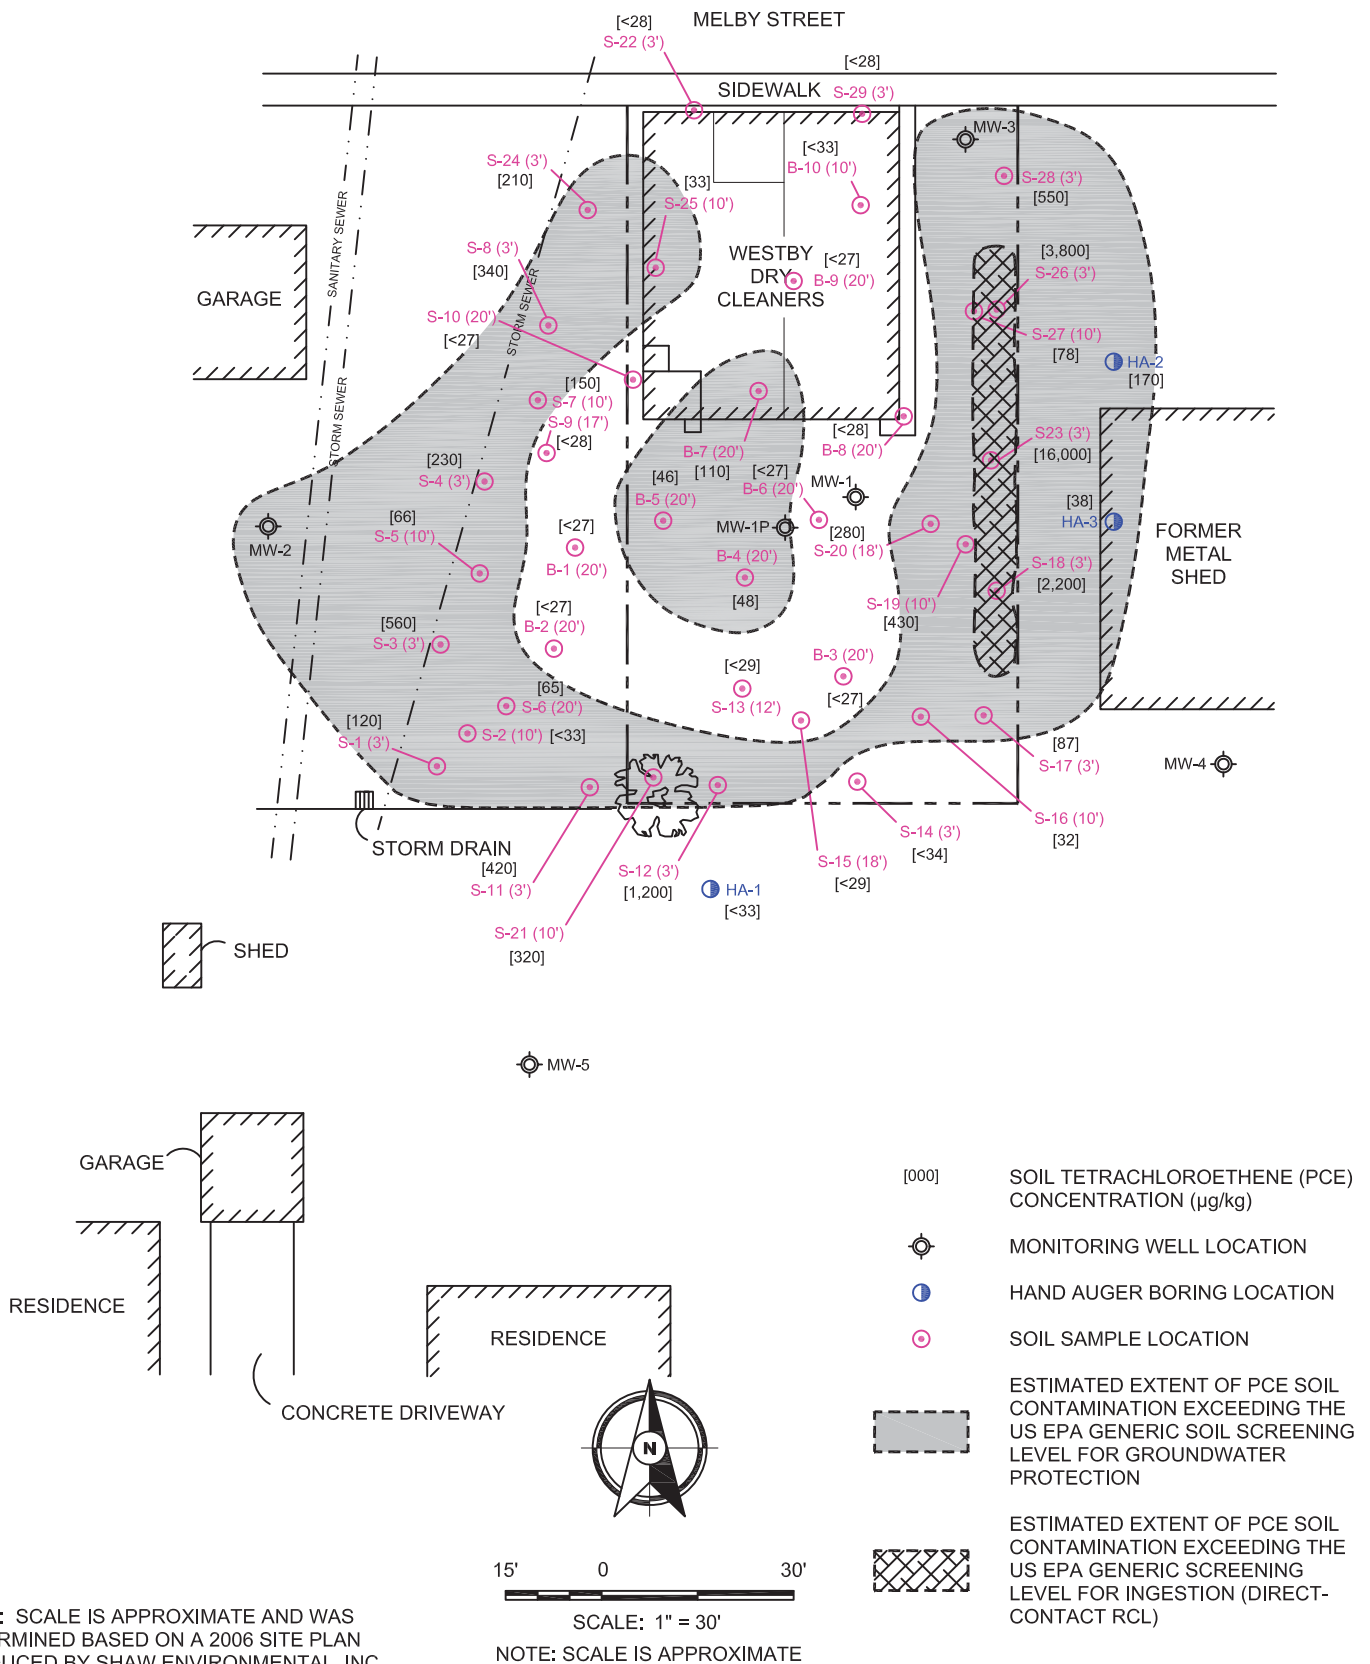 [<28]
MELBY STREET
S-22 (3')
[<28]
SIDEWALK
S-29 (3')
MW-3
S-24 (3')
[210]
[<33]
B-10 (10')
[33]
S-25 (10')
S-28 (3')
[550]
SANITARY SEWER
S-8 (3')
[340]
WESTBY
DRY
CLEANERS
[<27]
B-9 (20')
[3,800]
S-26 (3')
GARAGE
STORM SEWER
S-10 (20')
[<27]
S-27 (10')
[78]
HA-2
[170]
STORM SEWER
[150]
S-7 (10')
S-9 (17')
[<28]
B-7 (20')
[110]
[<28]
B-8 (20')
S23 (3')
[16,000]
[230]
S-4 (3')
[46]
B-5 (20')
[<27]
B-6 (20')
MW-1
[38]
HA-3
FORMER
METAL
SHED
MW-2
[66]
S-5 (10')
MW-1P
[280]
S-20 (18')
[<27]
B-1 (20')
B-4 (20')
[48]
S-18 (3')
[2,200]
S-19 (10')
[430]
[560]
S-3 (3')
[<27]
B-2 (20')
B-3 (20')
[<27]
[<29]
S-13 (12')
[65]
S-6 (20')
[120]
S-1 (3')
S-2 (10')
[<33]
[87]
S-17 (3')
MW-4
STORM DRAIN
S-16 (10')
[32]
S-14 (3')
[<34]
S-15 (18')
[<29]
[420]
S-11 (3')
S-12 (3')
[1,200]
HA-1
[<33]
S-21 (10')
[320]
SHED
MW-5
GARAGE
RESIDENCE
RESIDENCE
CONCRETE DRIVEWAY
N
[000]
SOIL TETRACHLOROETHENE (PCE)
CONCENTRATION (µg/kg)
MONITORING WELL LOCATION
HAND AUGER BORING LOCATION
SOIL SAMPLE LOCATION
ESTIMATED EXTENT OF PCE SOIL
CONTAMINATION EXCEEDING THE
US EPA GENERIC SOIL SCREENING
LEVEL FOR GROUNDWATER
PROTECTION
ESTIMATED EXTENT OF PCE SOIL
CONTAMINATION EXCEEDING THE
US EPA GENERIC SCREENING
LEVEL FOR INGESTION (DIRECT-
CONTACT RCL)
15' 0 30'
SCALE: 1" = 30'
NOTE: SCALE IS APPROXIMATE
: SCALE IS APPROXIMATE AND WAS
RMINED BASED ON A 2006 SITE PLAN
UCED BY SHAW ENVIRONMENTAL, INC